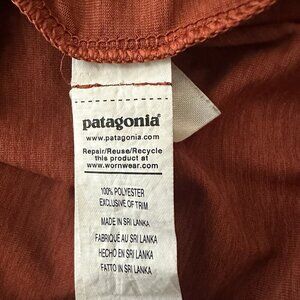 patagonia®
www.patagonia.com
Repair/Reuse/Recycle
this product at
www.wornwear.com
100% POLYESTER
EXCLUSIVE OF TRIM
MADE IN SRI LANKA
FABRIQUÉ AU SRI LANKA
HECHO EN SRI LANKA
FATTO IN SRI LANKA